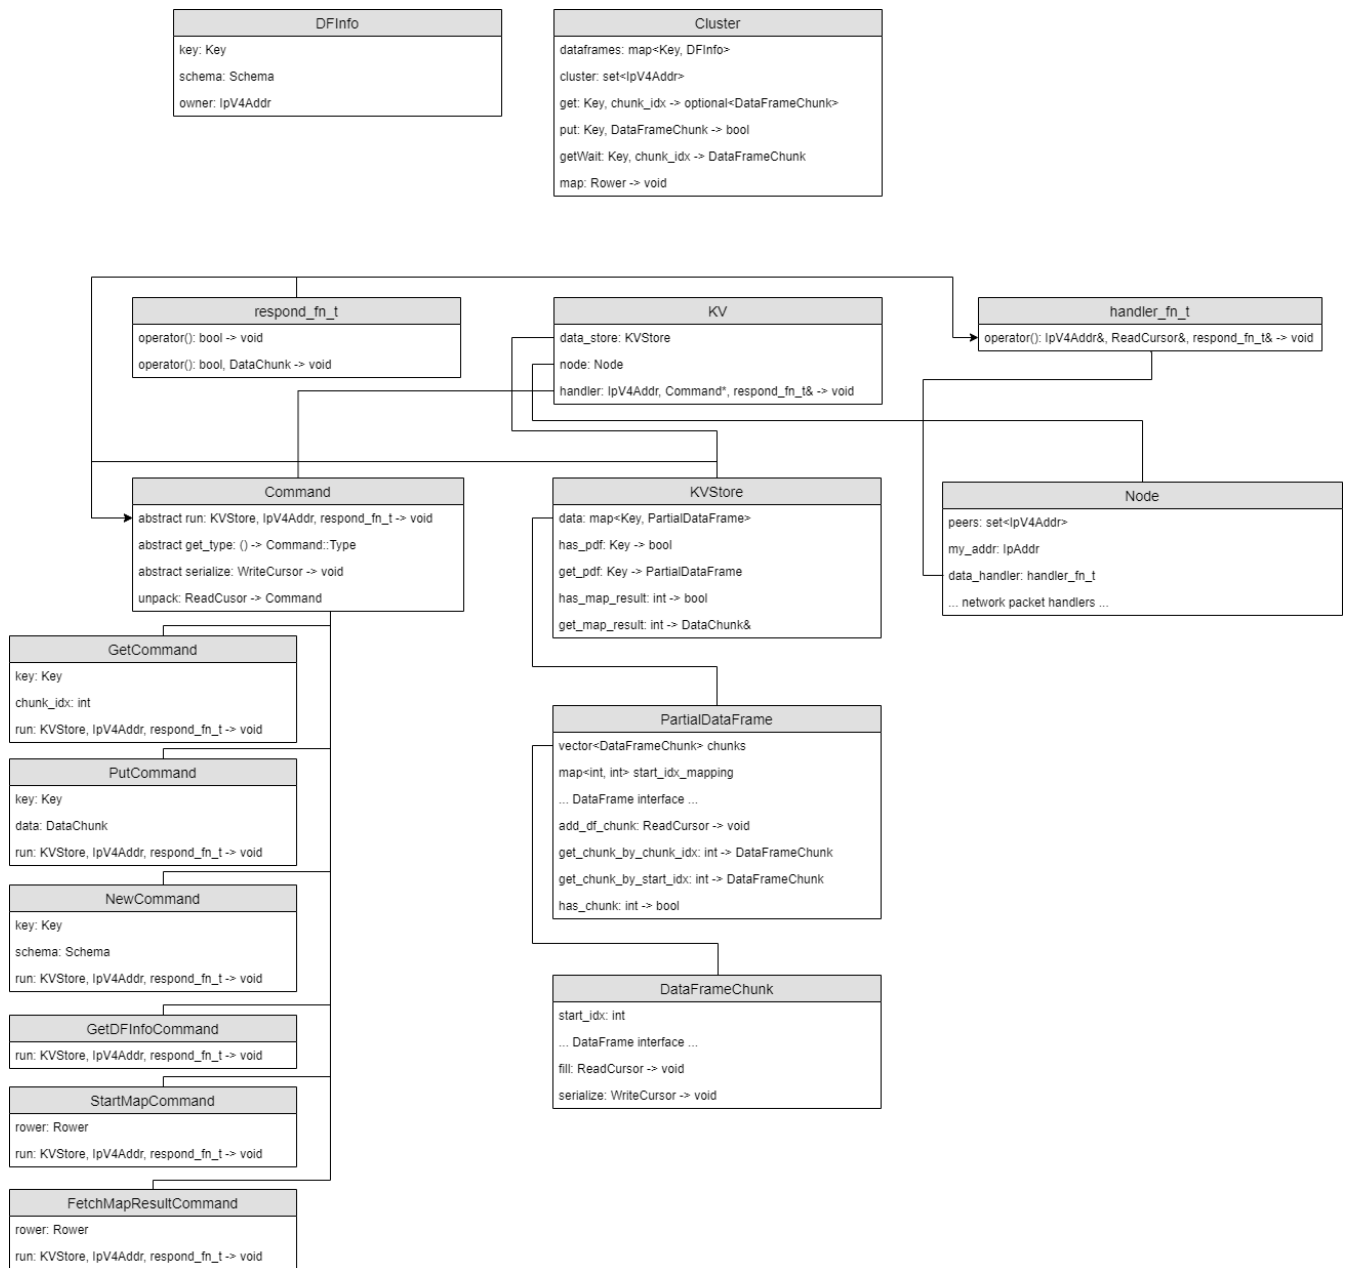 DFInfo
key: Key
schema: Schema
owner: IpV4Addr
Cluster
dataframes: map<Key, DFInfo>
cluster: set<IpV4Addr>
get: Key, chunk_idx -> optional<DataFrameChunk>
put: Key, DataFrameChunk -> bool
getWait: Key, chunk_idx -> DataFrameChunk
map: Rower -> void
respond_fn_t
operator(): bool -> void
operator(): bool, DataChunk -> void
KV
data_store: KVStore
node: Node
handler: IpV4Addr, Command*, respond_fn_t& -> void
handler_fn_t
operator(): IpV4Addr&, ReadCursor&, respond_fn_t& -> void
Command
abstract run: KVStore, IpV4Addr, respond_fn_t -> void
abstract get_type: () -> Command::Type
abstract serialize: WriteCursor -> void
unpack: ReadCusor -> Command
KVStore
data: map<Key, PartialDataFrame>
has_pdf: Key -> bool
get_pdf: Key -> PartialDataFrame
has_map_result: int -> bool
get_map_result: int -> DataChunk&
Node
peers: set<IpV4Addr>
my_addr: IpAddr
data_handler: handler_fn_t
... network packet handlers ...
GetCommand
key: Key
chunk_idx: int
run: KVStore, IpV4Addr, respond_fn_t -> void
PutCommand
key: Key
data: DataChunk
run: KVStore, IpV4Addr, respond_fn_t -> void
NewCommand
key: Key
schema: Schema
run: KVStore, IpV4Addr, respond_fn_t -> void
GetDFInfoCommand
run: KVStore, IpV4Addr, respond_fn_t -> void
StartMapCommand
rower: Rower
run: KVStore, IpV4Addr, respond_fn_t -> void
FetchMapResultCommand
rower: Rower
run: KVStore, IpV4Addr, respond_fn_t -> void
PartialDataFrame
vector<DataFrameChunk> chunks
map<int, int> start_idx_mapping
... DataFrame interface ...
add_df_chunk: ReadCursor -> void
get_chunk_by_chunk_idx: int -> DataFrameChunk
get_chunk_by_start_idx: int -> DataFrameChunk
has_chunk: int -> bool
DataFrameChunk
start_idx: int
... DataFrame interface ...
fill: ReadCursor -> void
serialize: WriteCursor -> void